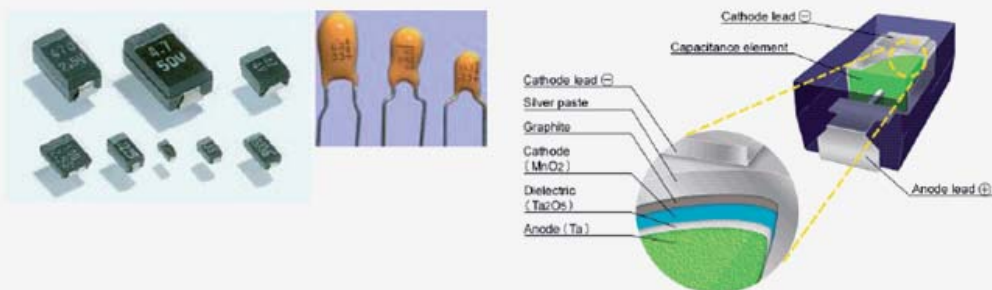 4.7
50V
Cathode lead ⊖
Capacitance element
Cathode lead ⊖
Silver paste
Graphite
Cathode
(MnO2)
Dielectric
(Ta2O5)
Anode (Ta)
Anode lead ⊕